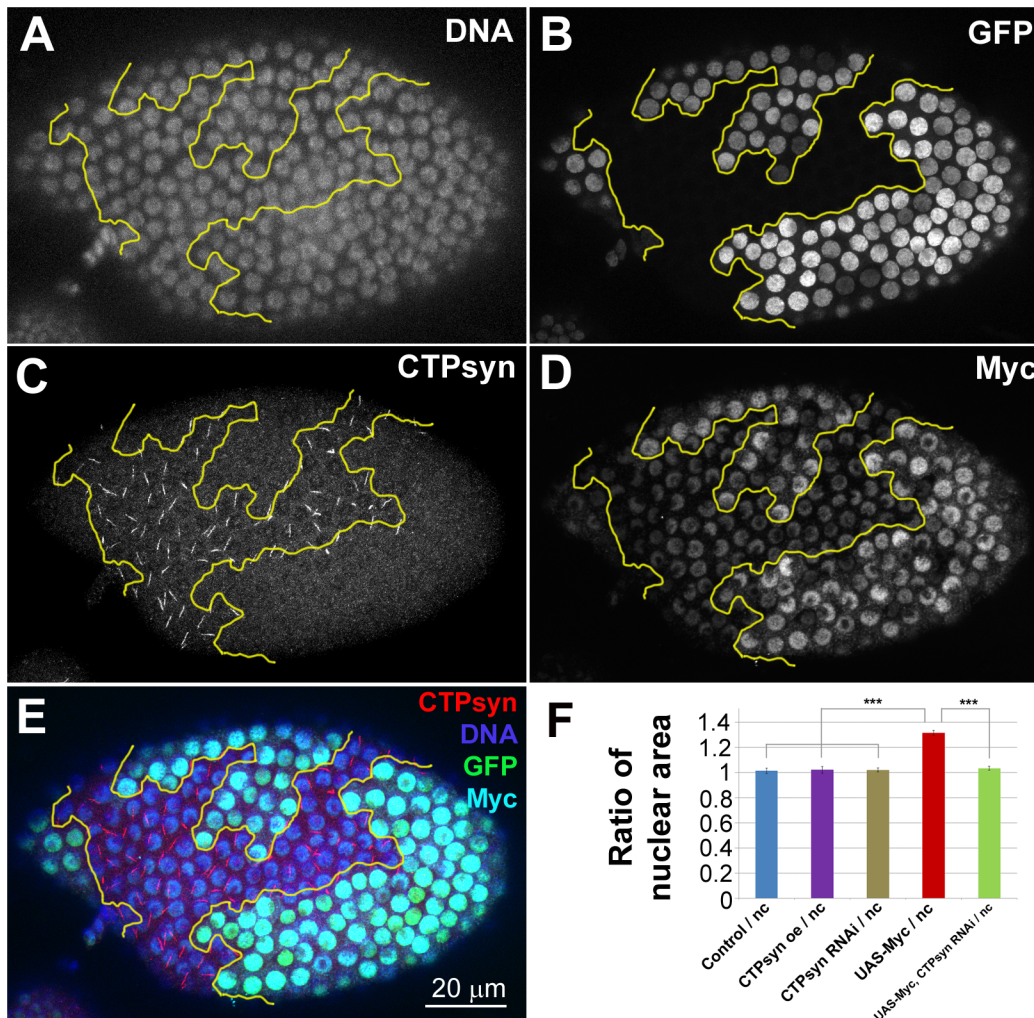 A
DNA
B
GFP
C
CTPsyn
D
Myc
E
CTPsyn
DNA
GFP
Myc
20 μm
F
***
***
Ratio of
nuclear area
1.4
1.2
1
0.8
0.6
0.4
0.2
0
Control / nc
CTPsyn oe / nc
CTPsyn RNAi / nc
UAS-Myc / nc
UAS-Myc, CTPsyn RNAi / nc